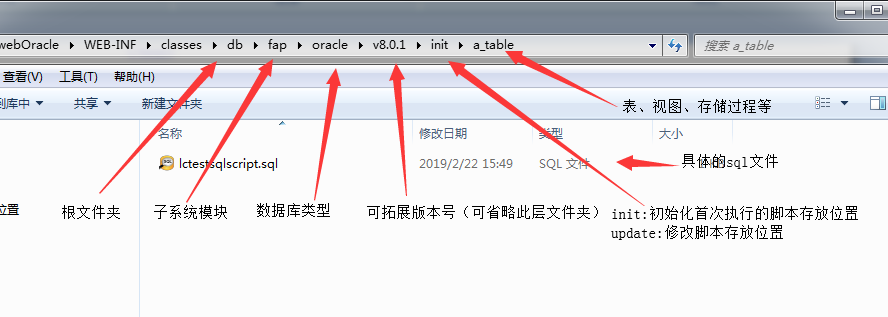 webOracle ▸ WEB-INF ▸ classes ▸ db ▸ fap ▸ oracle ▸ v8.0.1 ▸ init ▸ a_table
搜索 a_table
查看(V) 工具(T) 帮助(H)
到库中 共享 新建文件夹
表、视图、存储过程等
名称 修改日期 类型 大小
lctestsqlscript.sql 2019/2/22 15:49 SQL 文件
具体的sql文件
位置
根文件夹
子系统模块
数据库类型
可拓展版本号（可省略此层文件夹）
init:初始化首次执行的脚本存放位置
update:修改脚本存放位置